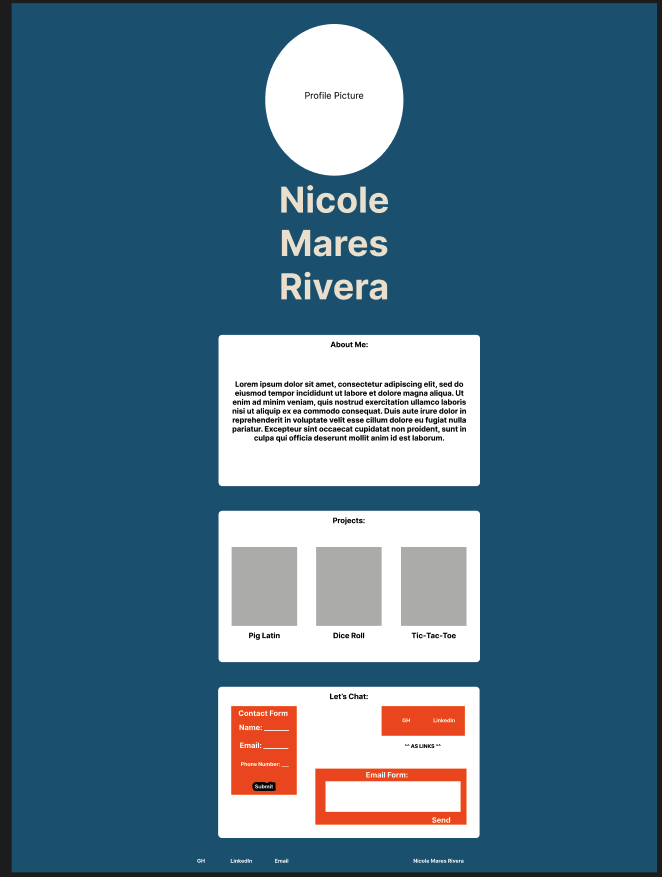 Profile Picture
Nicole
Mares
Rivera
About Me:
Lorem ipsum dolor sit amet, consectetur adipiscing elit, sed do
eiusmod tempor incididunt ut labore et dolore magna aliqua. Ut
enim ad minim veniam, quis nostrud exercitation ullamco laboris
nisi ut aliquip ex ea commodo consequat. Duis aute irure dolor in
reprehenderit in voluptate velit esse cillum dolore eu fugiat nulla
pariatur. Excepteur sint occaecat cupidatat non proident, sunt in
culpa qui officia deserunt mollit anim id est laborum.
Projects:
Pig Latin
Dice Roll
Tic-Tac-Toe
Let's Chat:
Contact Form
Name: ______
Email: ______
Phone Number: __
Submit
GH LinkedIn
^^ AS LINKS ^^
Email Form:
Send
GH LinkedIn Email Nicole Mares Rivera